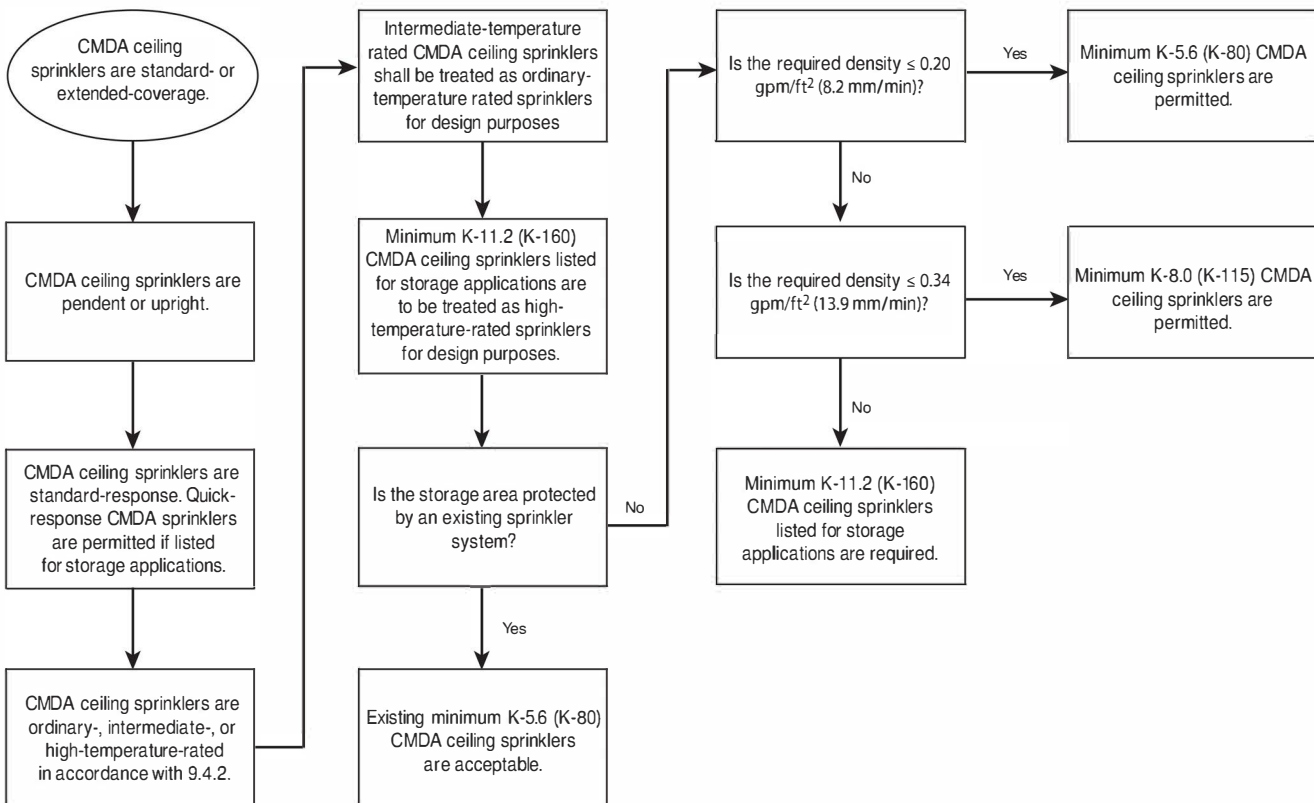 CMDA ceiling
sprinklers are standard- or
extended-coverage.
CMDA ceiling sprinklers are
pendent or upright.
CMDA ceiling sprinklers are
standard-response. Quick-
response CMDA sprinklers
are permitted if listed
for storage applications.
CMDA ceiling sprinklers are
ordinary-, intermediate-, or
high-temperature-rated
in accordance with 9.4.2.
Intermediate-temperature
rated CMDA ceiling sprinklers
shall be treated as ordinary-
temperature rated sprinklers
for design purposes
Minimum K-11.2 (K-160)
CMDA ceiling sprinklers listed
for storage applications are
to be treated as high-
temperature-rated sprinklers
for design purposes.
Is the storage area protected
by an existing sprinkler
system?
No
Yes
Existing minimum K-5.6 (K-80)
CMDA ceiling sprinklers
are acceptable.
Is the required density ≤ 0.20
gpm/ft² (8.2 mm/min)?
Yes
Minimum K-5.6 (K-80) CMDA
ceiling sprinklers are
permitted.
No
Is the required density ≤ 0.34
gpm/ft² (13.9 mm/min)?
Yes
Minimum K-8.0 (K-115) CMDA
ceiling sprinklers are
permitted.
No
Minimum K-11.2 (K-160)
CMDA ceiling sprinklers
listed for storage
applications are required.